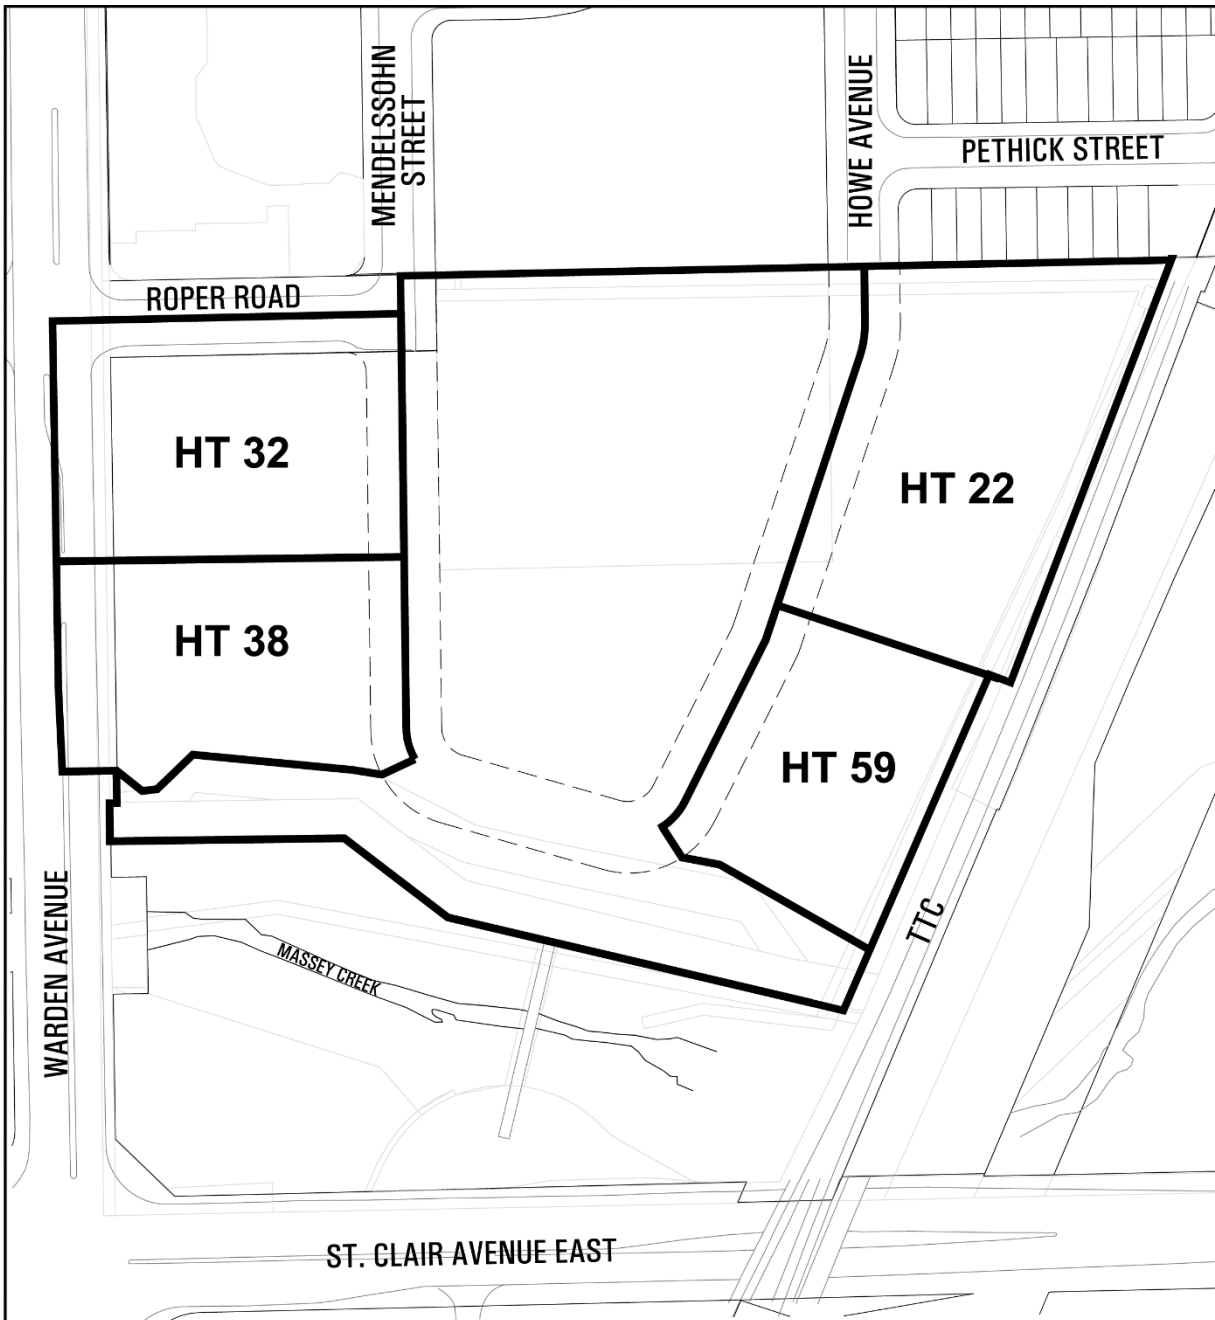 MENDELSSOHN
STREET
HOWE AVENUE
PETHICK STREET
ROPER ROAD
HT 32
HT 22
HT 38
HT 59
WARDEN AVENUE
TTC
MASSEY CREEK
ST. CLAIR AVENUE EAST